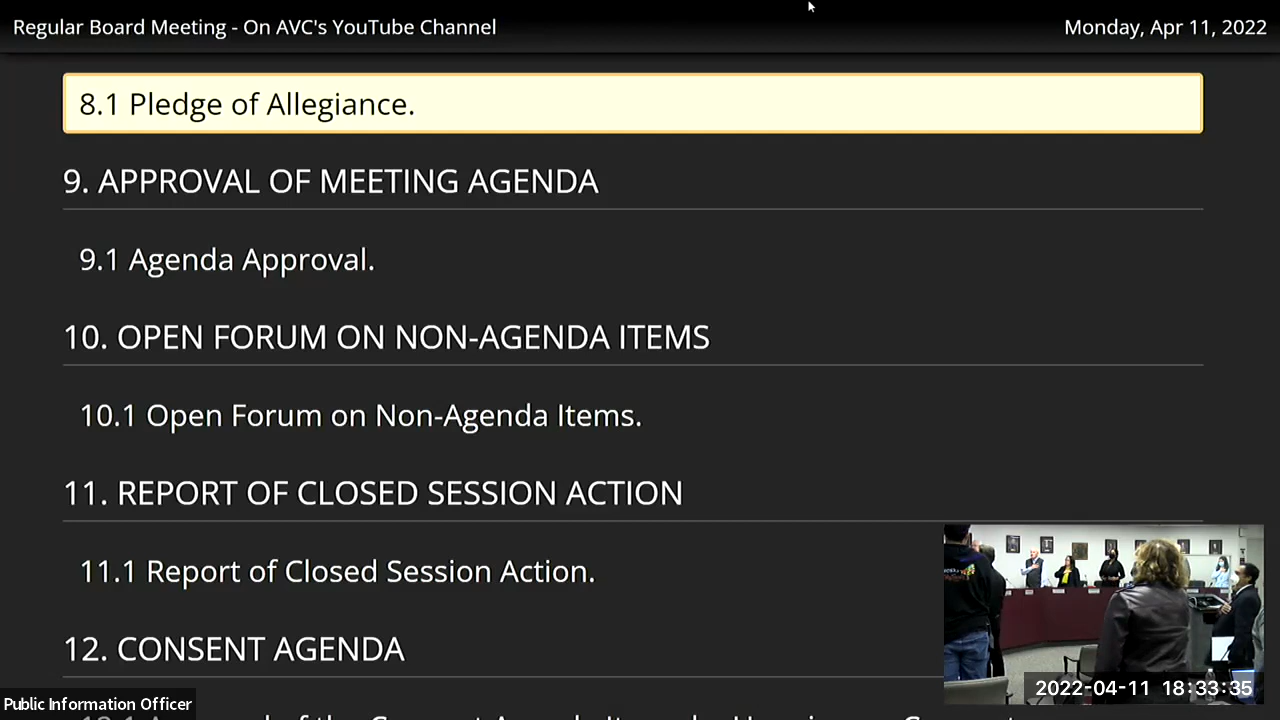 Regular Board Meeting - On AVC's YouTube Channel
Monday, Apr 11, 2022
8.1 Pledge of Allegiance.
9. APPROVAL OF MEETING AGENDA
9.1 Agenda Approval.
10. OPEN FORUM ON NON-AGENDA ITEMS
10.1 Open Forum on Non-Agenda Items.
11. REPORT OF CLOSED SESSION ACTION
11.1 Report of Closed Session Action.
12. CONSENT AGENDA
2022-04-11 18:33:35
Public Information Officer